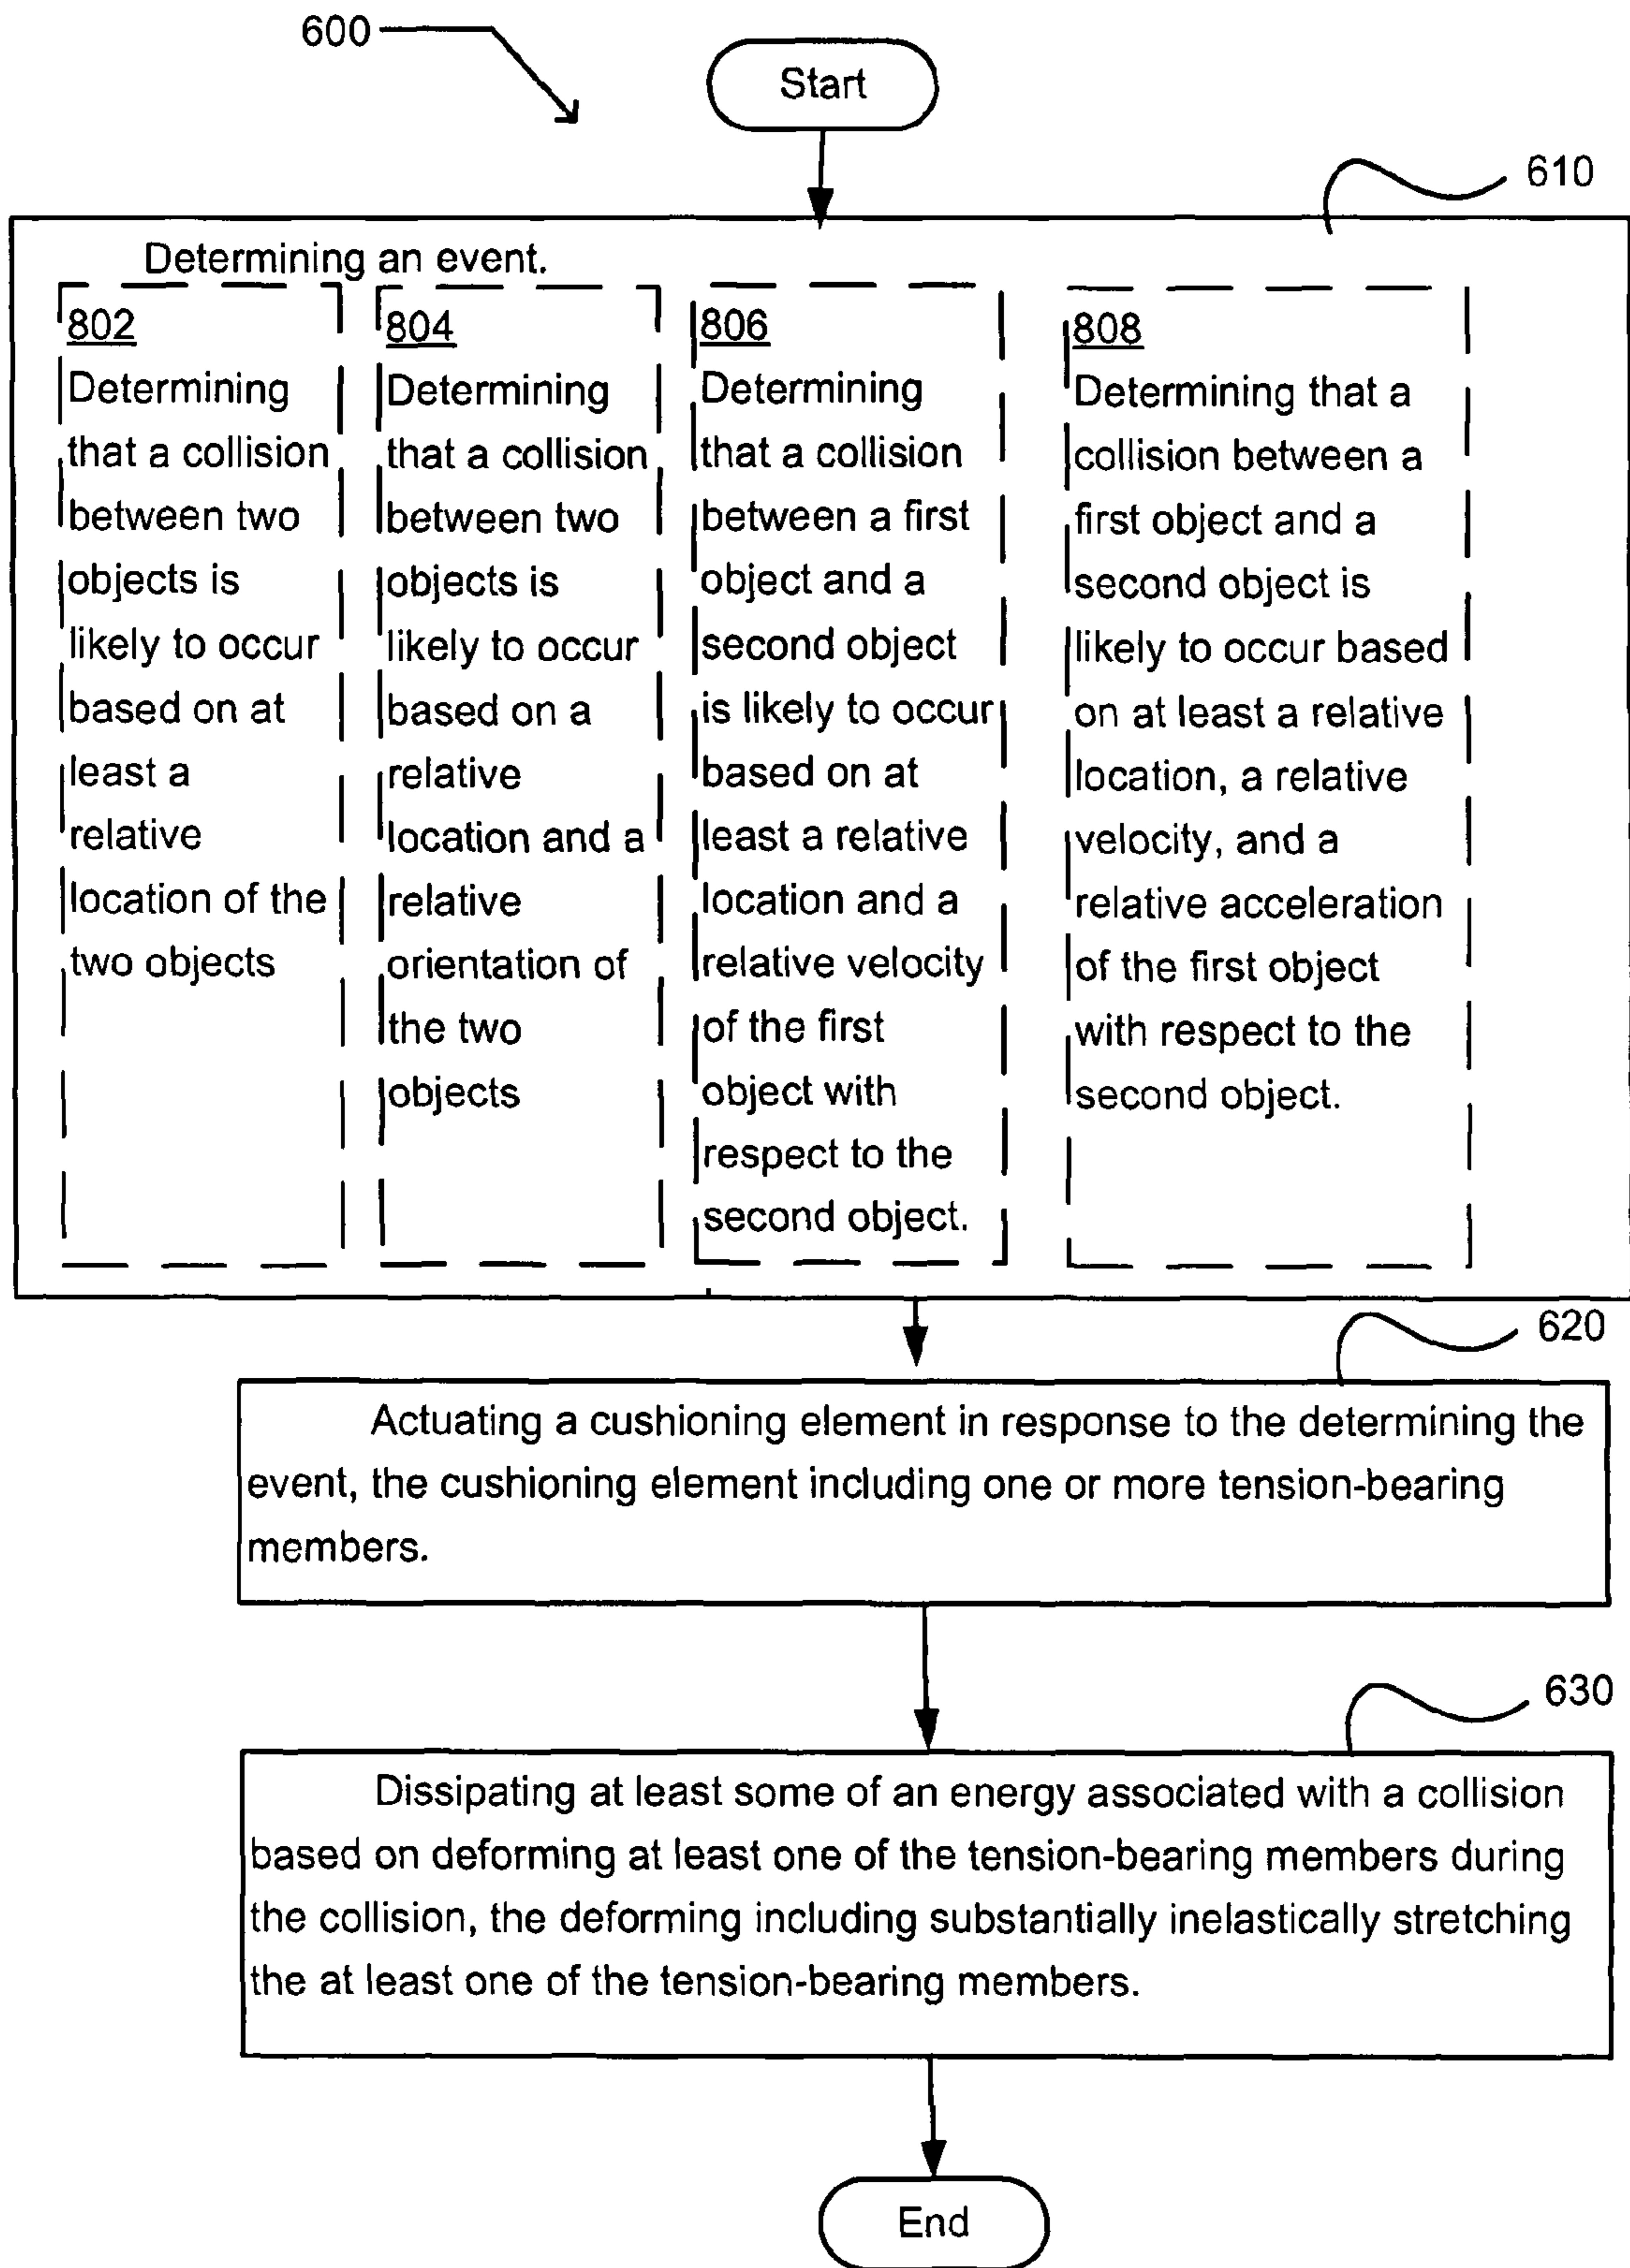 600
Start
610
Determining an event.
802
Determining
that a collision
between two
objects is
likely to occur
based on at
least a
relative
location of the
two objects
804
Determining
that a collision
between two
objects is
likely to occur
based on a
relative
location and a
relative
orientation of
the two
objects
806
Determining
that a collision
between a first
object and a
second object
is likely to occur
based on at
least a relative
location and a
relative velocity
of the first
object with
respect to the
second object.
808
Determining that a
collision between a
first object and a
second object is
likely to occur based
on at least a relative
location, a relative
velocity, and a
relative acceleration
of the first object
with respect to the
second object.
620
Actuating a cushioning element in response to the determining the
event, the cushioning element including one or more tension-bearing
members.
630
Dissipating at least some of an energy associated with a collision
based on deforming at least one of the tension-bearing members during
the collision, the deforming including substantially inelastically stretching
the at least one of the tension-bearing members.
End